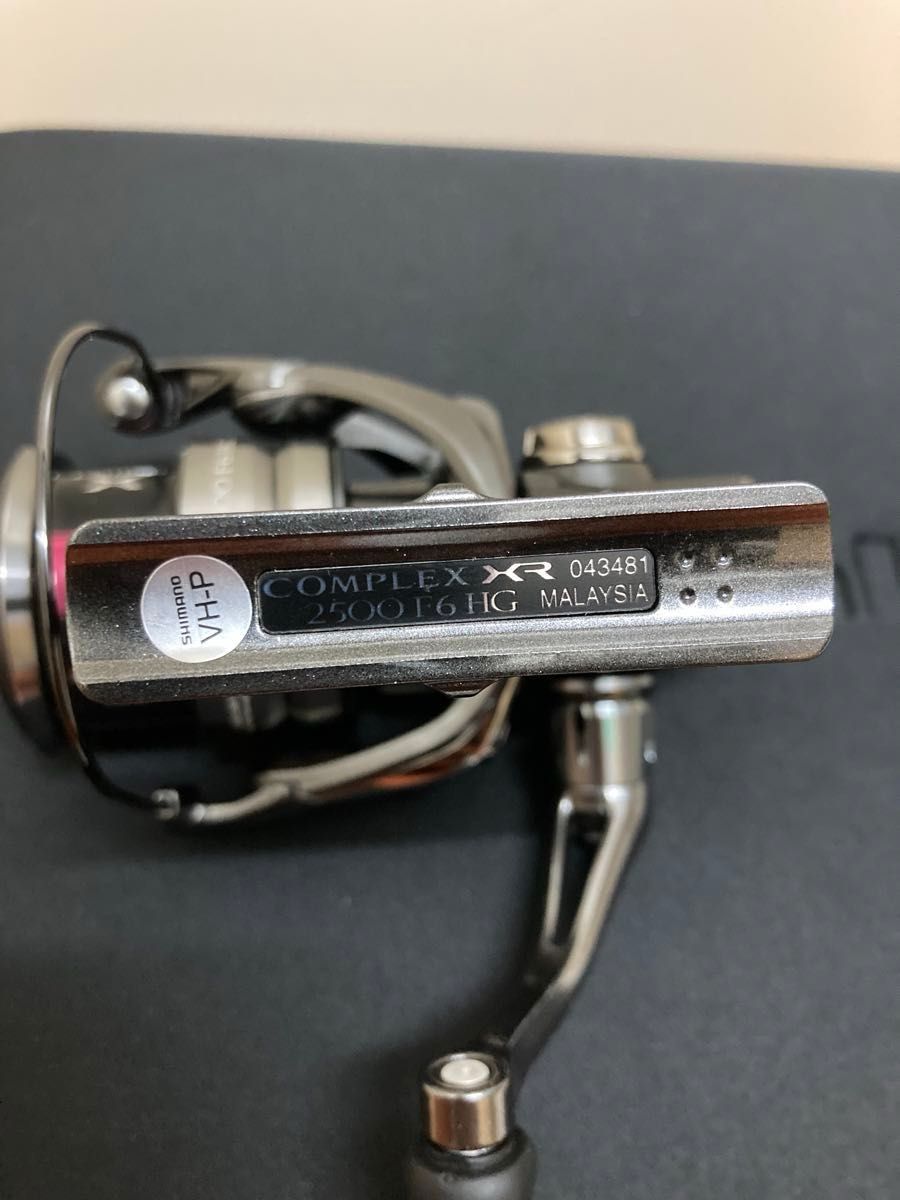 SHIMANO
VH-P
COMPLEX XR 043481
2500 F6 HG MALAYSIA